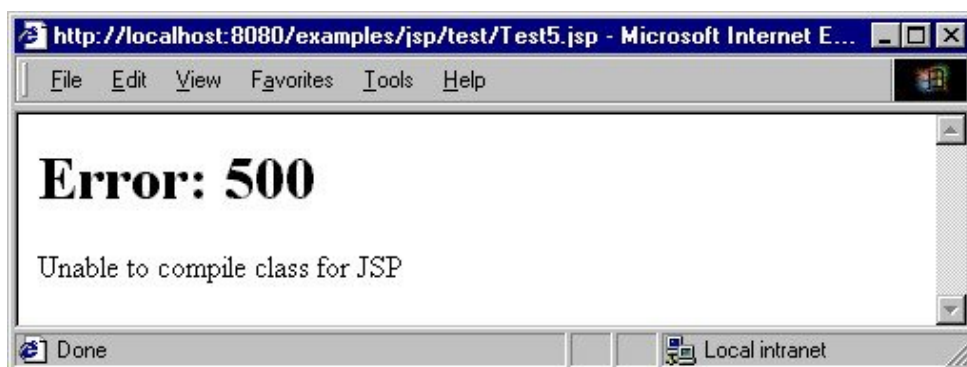 http://localhost:8080/examples/jsp/test/Test5.jsp - Microsoft Internet E...
File Edit View Favorites Tools Help
Error: 500
Unable to compile class for JSP
Done Local intranet